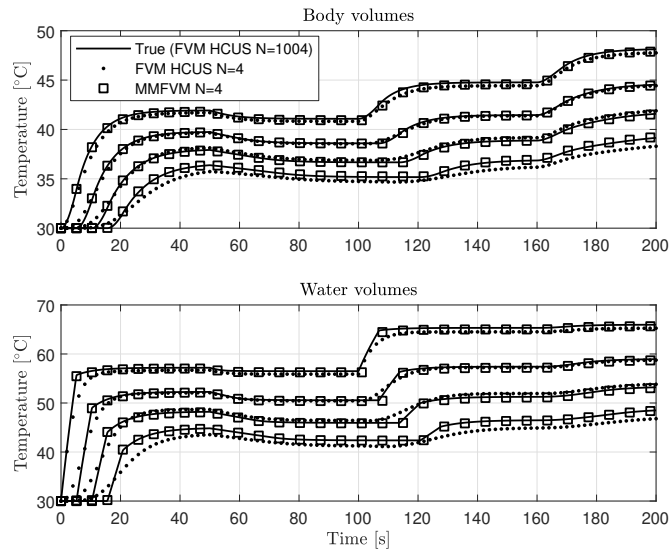 Body volumes
Temperature [°C]
50
45
40
35
30
True (FVM HCUS N=1004)
FVM HCUS N=4
MMFVM N=4
0 20 40 60 80 100 120 140 160 180 200
Water volumes
Temperature [°C]
70
60
50
40
30
0 20 40 60 80 100 120 140 160 180 200
Time [s]